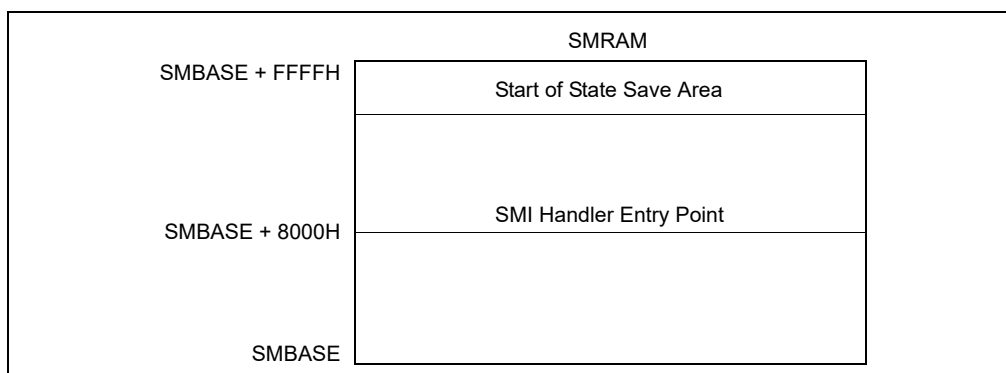 SMRAM
SMBASE + FFFFH
Start of State Save Area
SMI Handler Entry Point
SMBASE + 8000H
SMBASE